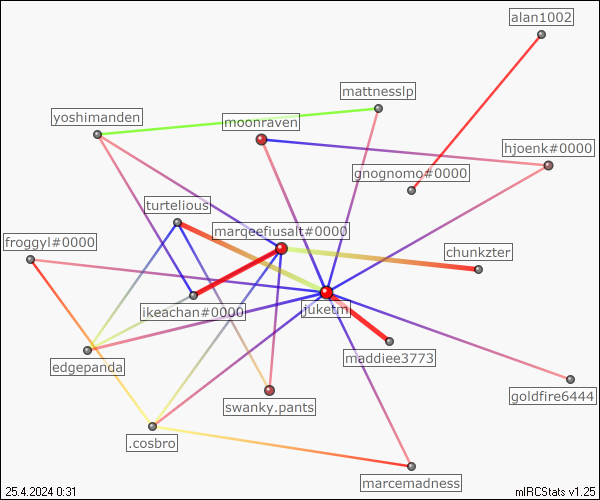 alan1002
mattnesslp
yoshimanden
moonraven
hjoenk#0000
gnognomo#0000
turtelious
marqeefiusalt#0000
froggyl#0000
chunkzter
ikeachan#0000
juketm
maddiee3773
edgepanda
goldfire6444
swanky.pants
.cosbro
marcemadness
25.4.2024 0:31
mIRCStats v1.25